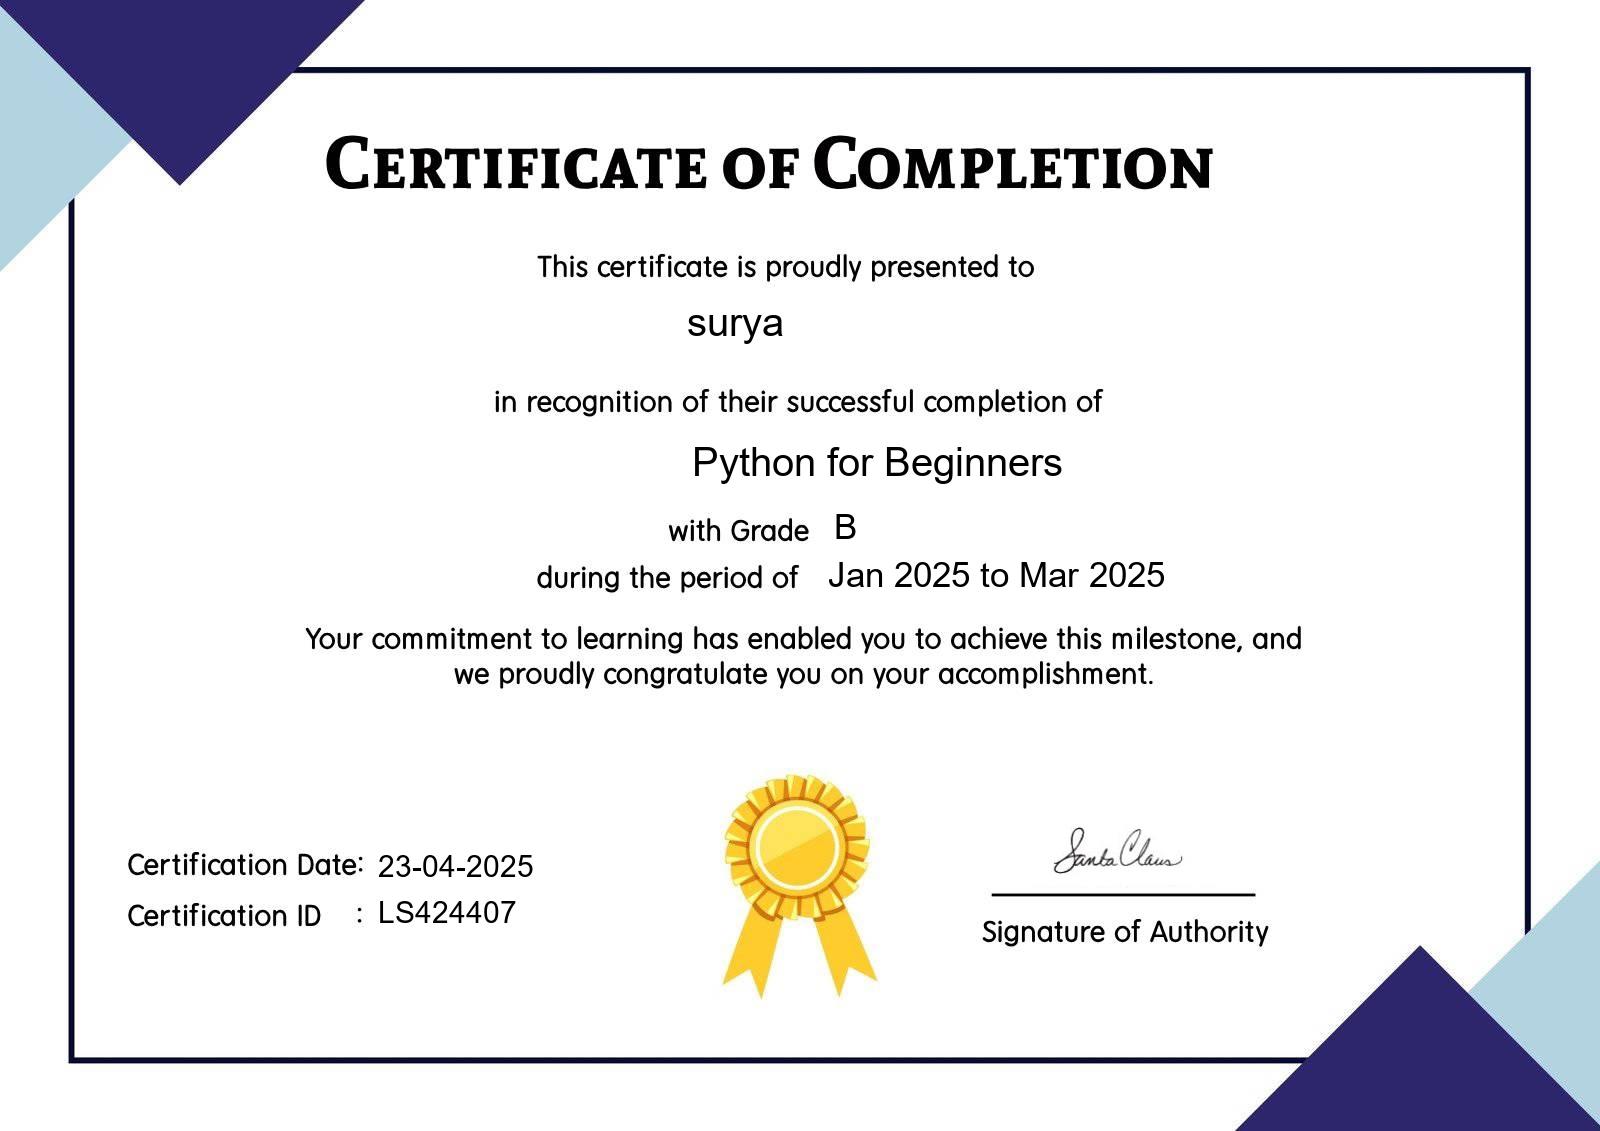 CERTIFICATE OF COMPLETION
This certificate is proudly presented to
surya
in recognition of their successful completion of
Python for Beginners
with Grade B
during the period of Jan 2025 to Mar 2025
Your commitment to learning has enabled you to achieve this milestone, and
we proudly congratulate you on your accomplishment.
Certification Date: 23-04-2025
Certification ID : LS424407
Santa Claus
Signature of Authority